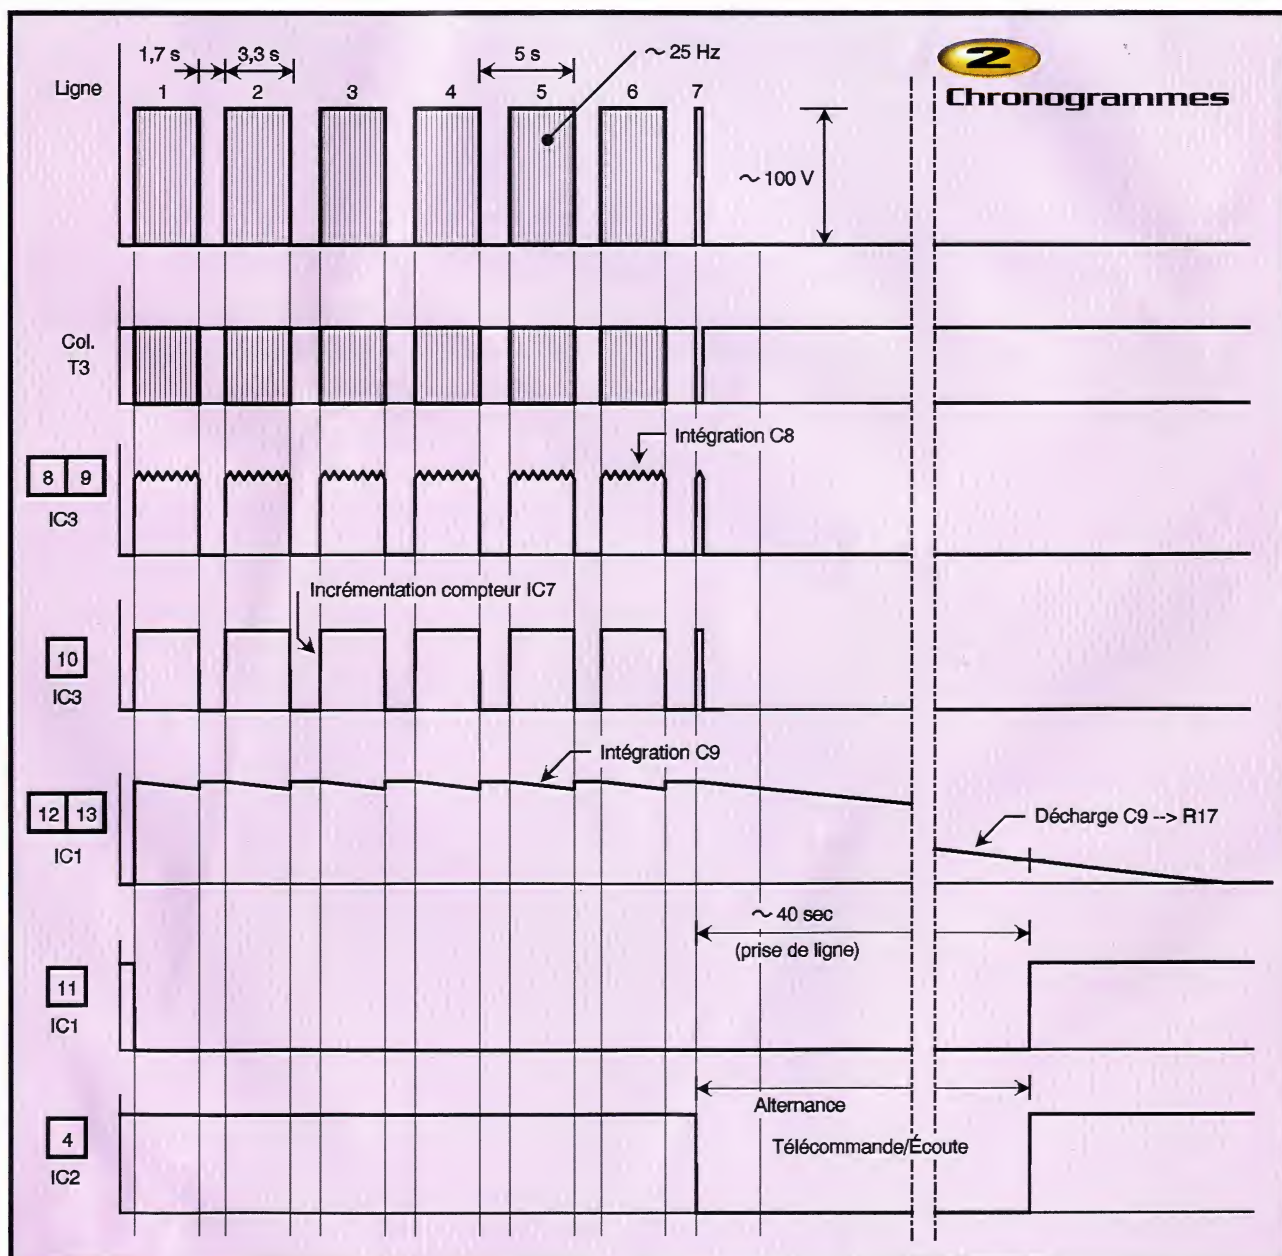 2
Chronogrammes
1,7 s 3,3 s 5 s ~ 25 Hz
Ligne 1 2 3 4 5 6 7
~ 100 V
Col.
T3
Intégration C8
8 9
IC3
Incrémentation compteur IC7
10
IC3
Intégration C9
12 13
IC1
Décharge C9 --> R17
~ 40 sec
(prise de ligne)
11
IC1
Alternance
Télécommande/Écoute
4
IC2